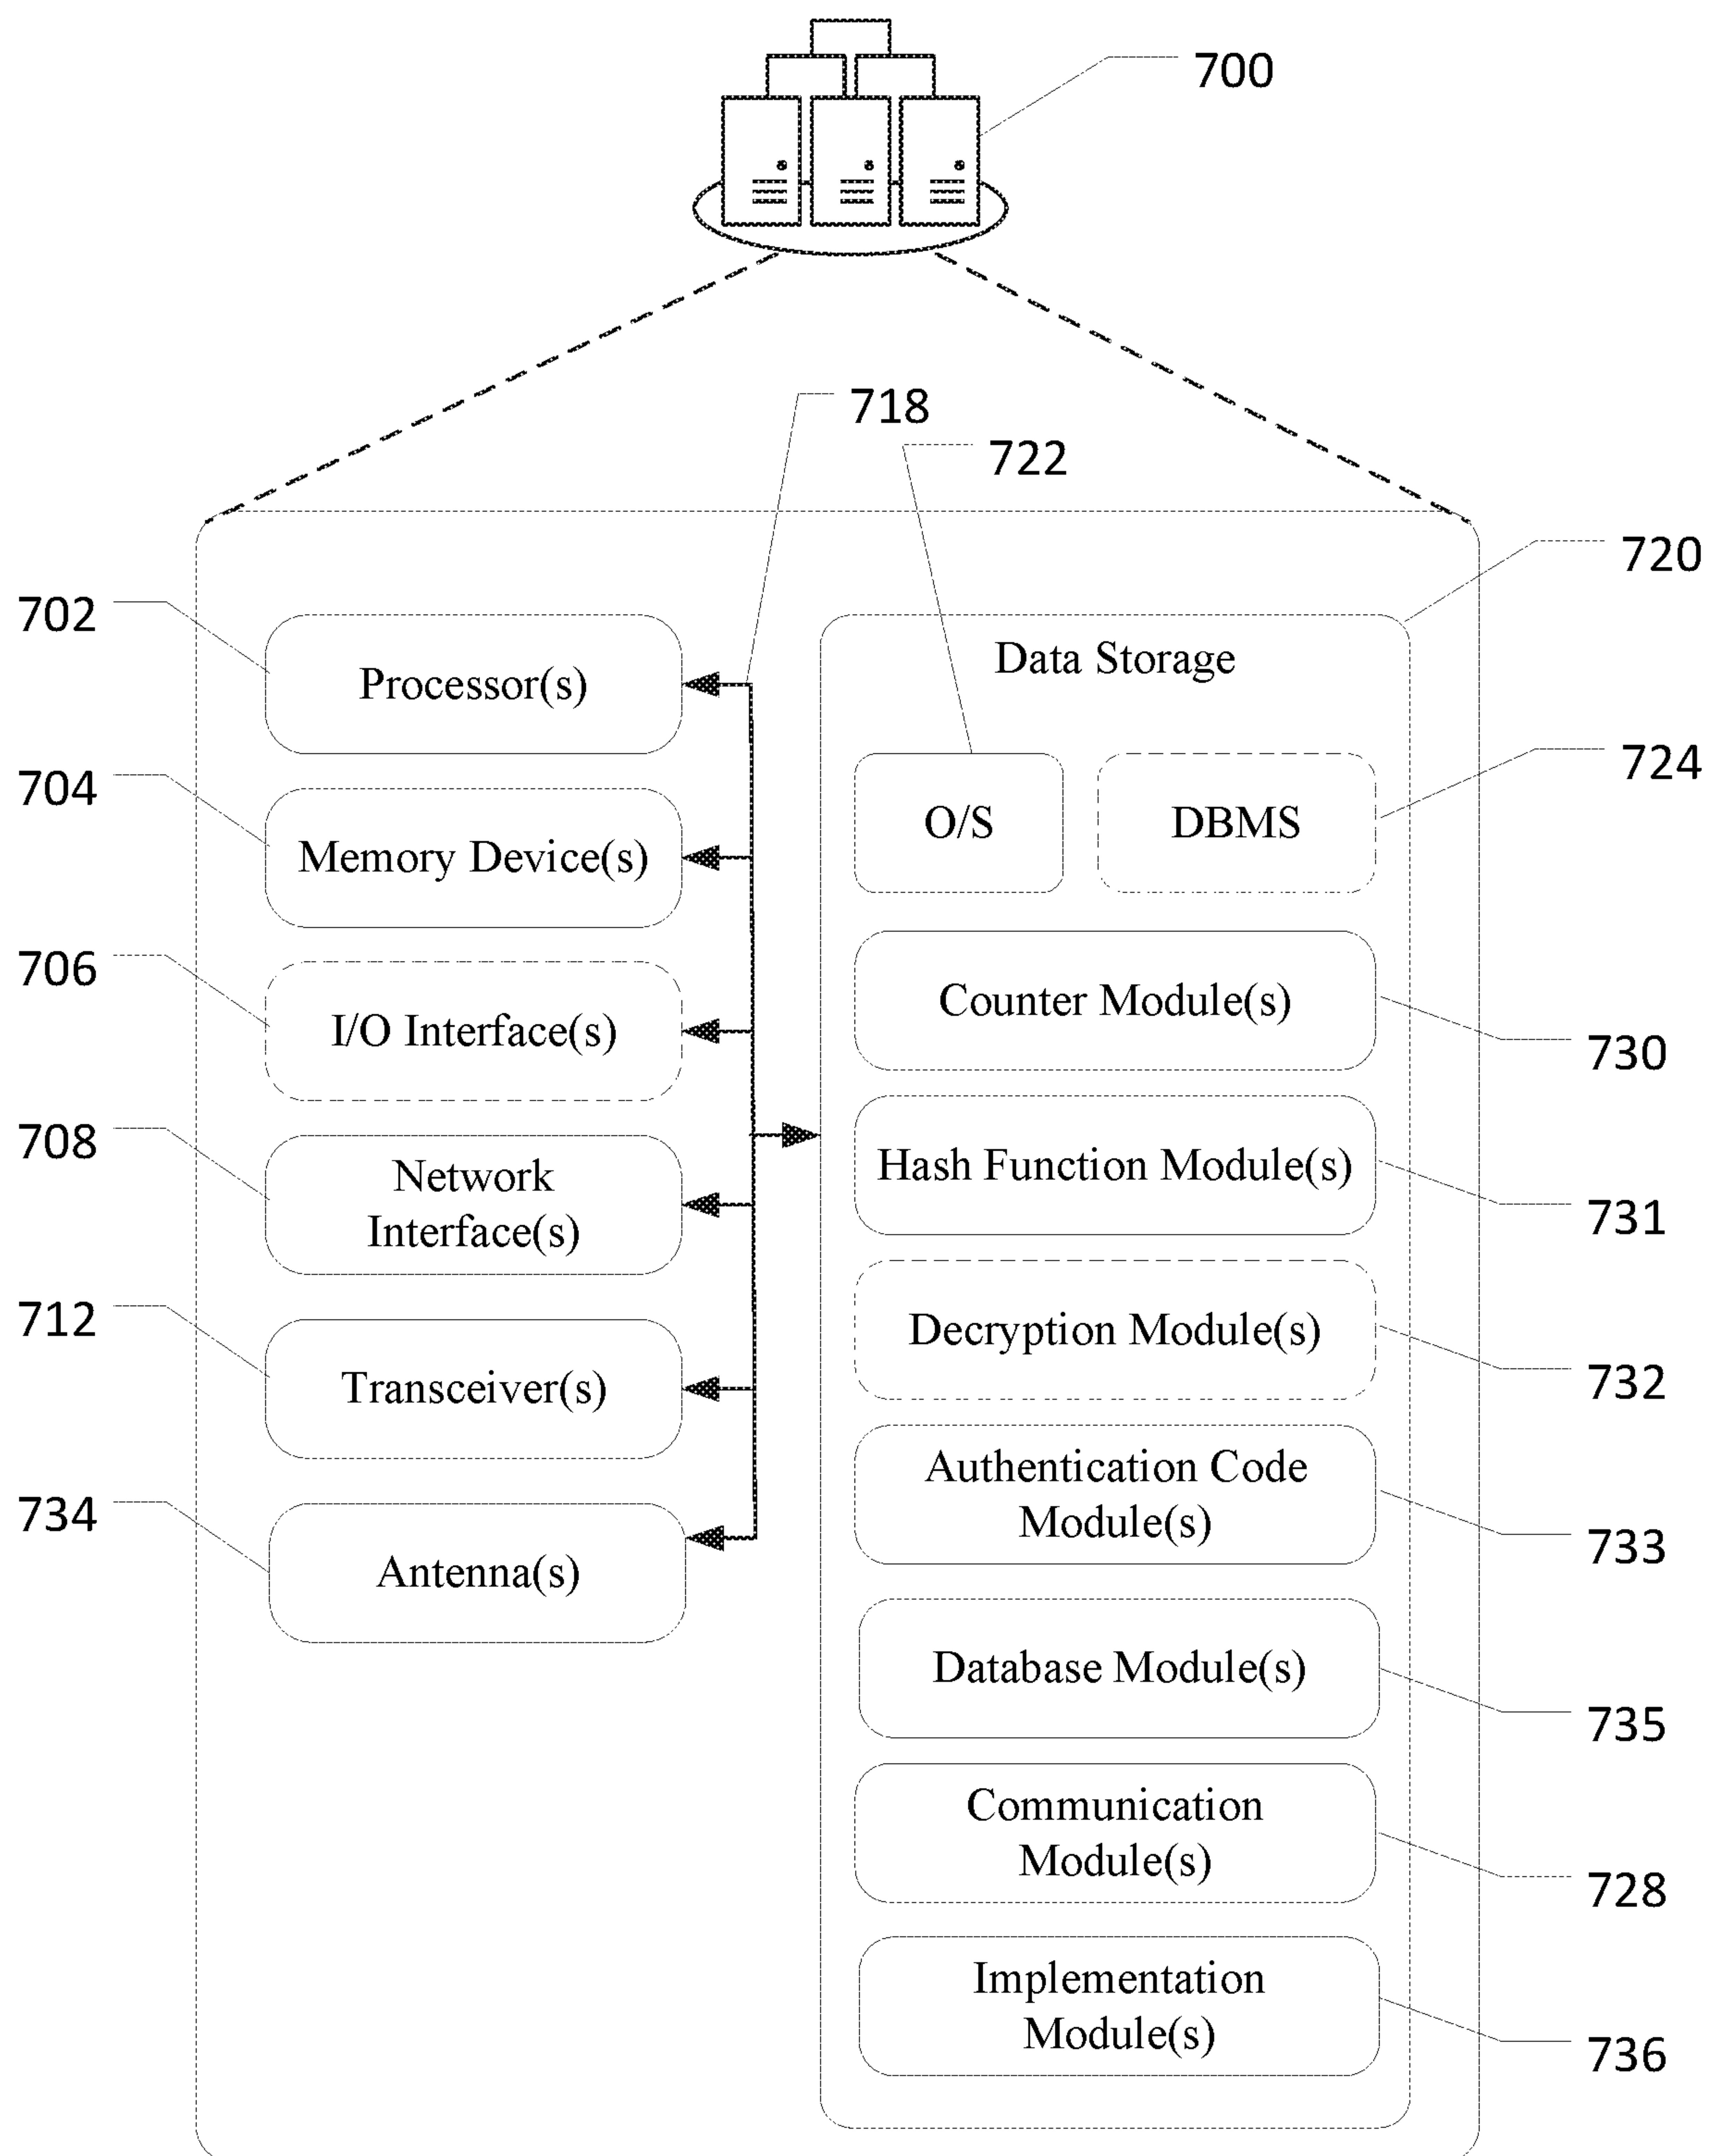 700
718
722
720
702
Processor(s)
Data Storage
704
Memory Device(s)
O/S
DBMS
724
706
I/O Interface(s)
Counter Module(s)
730
708
Network
Interface(s)
Hash Function Module(s)
731
712
Transceiver(s)
Decryption Module(s)
732
734
Antenna(s)
Authentication Code
Module(s)
733
Database Module(s)
735
Communication
Module(s)
728
Implementation
Module(s)
736